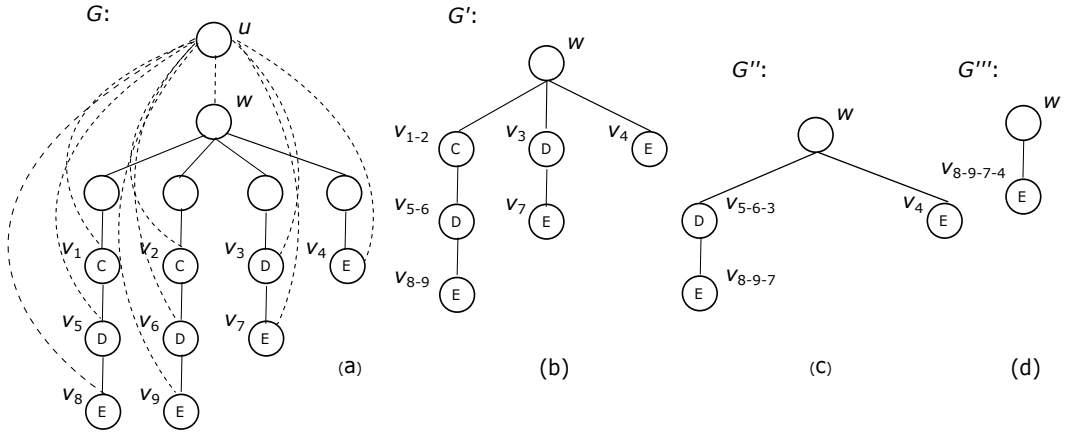 G:
u
w
v1 C
v2 C
v3 D
v4 E
v5 D
v6 D
v7 E
v8 E
v9 E
(a)
G':
w
v1-2 C
v3 D
v4 E
v5-6 D
v7 E
v8-9 E
(b)
G'':
w
D v5-6-3
v4 E
E v8-9-7
(c)
G''':
w
v8-9-7-4
E
(d)